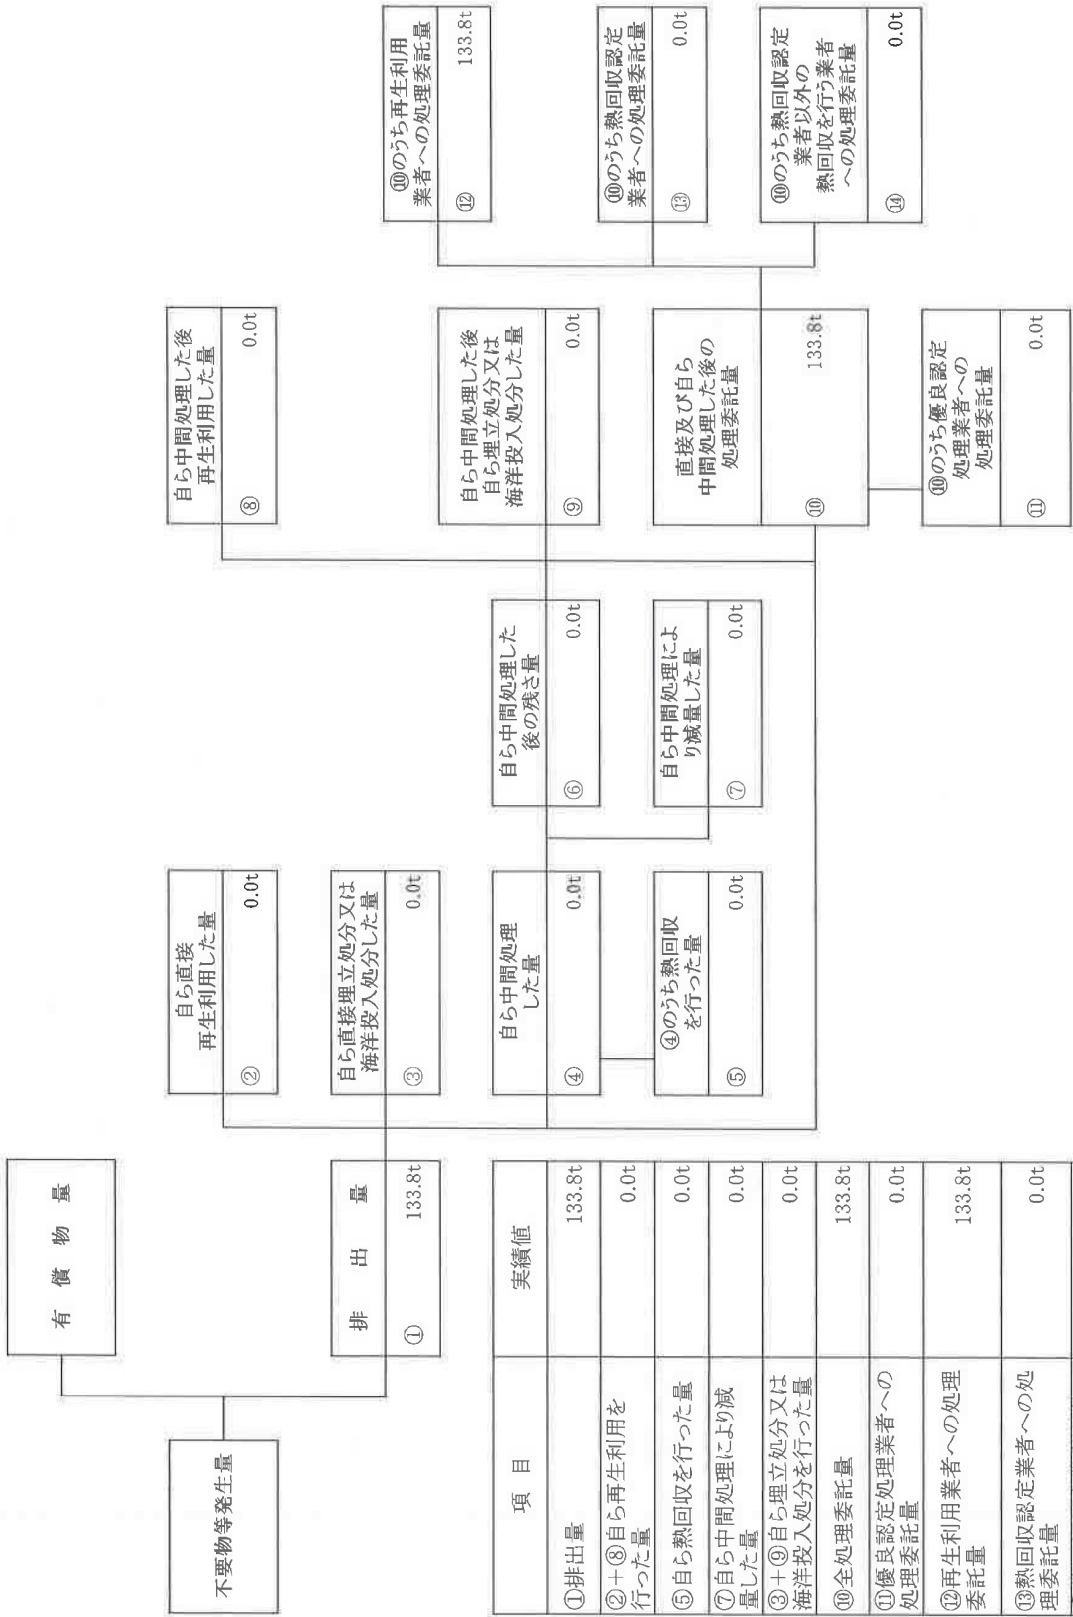 不要物等発生量
有償物量
排出量
① 133.8t
自ら直接
再生利用した量
② 0.0t
自ら直接埋立処分又は
海洋投入処分した量
③ 0.0t
自ら中間処理
した量
④ 0.0t
④のうち熱回収
を行った量
⑤ 0.0t
自ら中間処理した
後の残さ量
⑥ 0.0t
自ら中間処理によ
り減量した量
⑦ 0.0t
自ら中間処理した後
再生利用した量
⑧ 0.0t
自ら中間処理した後
自ら埋立処分又は
海洋投入処分した量
⑨ 0.0t
直接及び自ら
中間処理した後の
処理委託量
⑩ 133.8t
⑩のうち優良認定
処理業者への
処理委託量
⑪ 0.0t
⑩のうち再生利用
業者への処理委託量
⑫ 133.8t
⑩のうち熱回収認定
業者への処理委託量
⑬ 0.0t
⑩のうち熱回収認定
業者以外の
熱回収を行う業者
への処理委託量
⑭ 0.0t
項目 実績値
①排出量 133.8t
②+⑧自ら再生利用を
行った量 0.0t
⑤自ら熱回収を行った量 0.0t
⑦自ら中間処理により減
量した量 0.0t
③+⑨自ら埋立処分又は
海洋投入処分を行った量 0.0t
⑩全処理委託量 133.8t
⑪優良認定処理業者への
処理委託量 0.0t
⑫再生利用業者への処理
委託量 133.8t
⑬熱回収認定業者への処
理委託量 0.0t